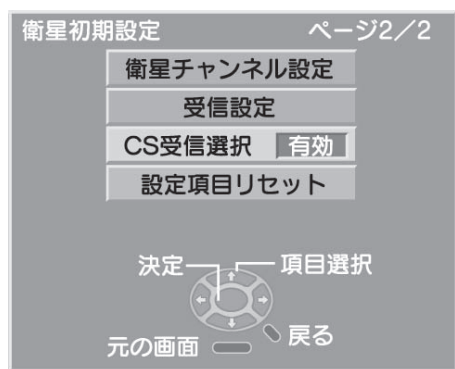 衛星初期設定 ページ2／2
衛星チャンネル設定
受信設定
CS受信選択 有効
設定項目リセット
決定 項目選択
元の画面 戻る